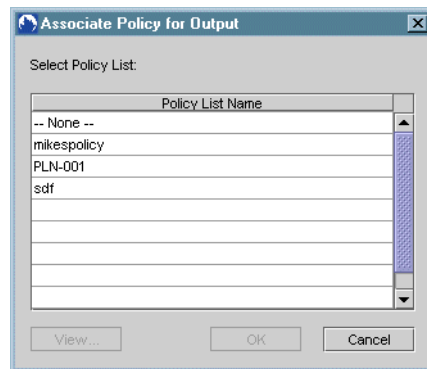 Associate Policy for Output
Select Policy List:
Policy List Name
-- None --
mikespolicy
PLN-001
sdf
View... OK Cancel